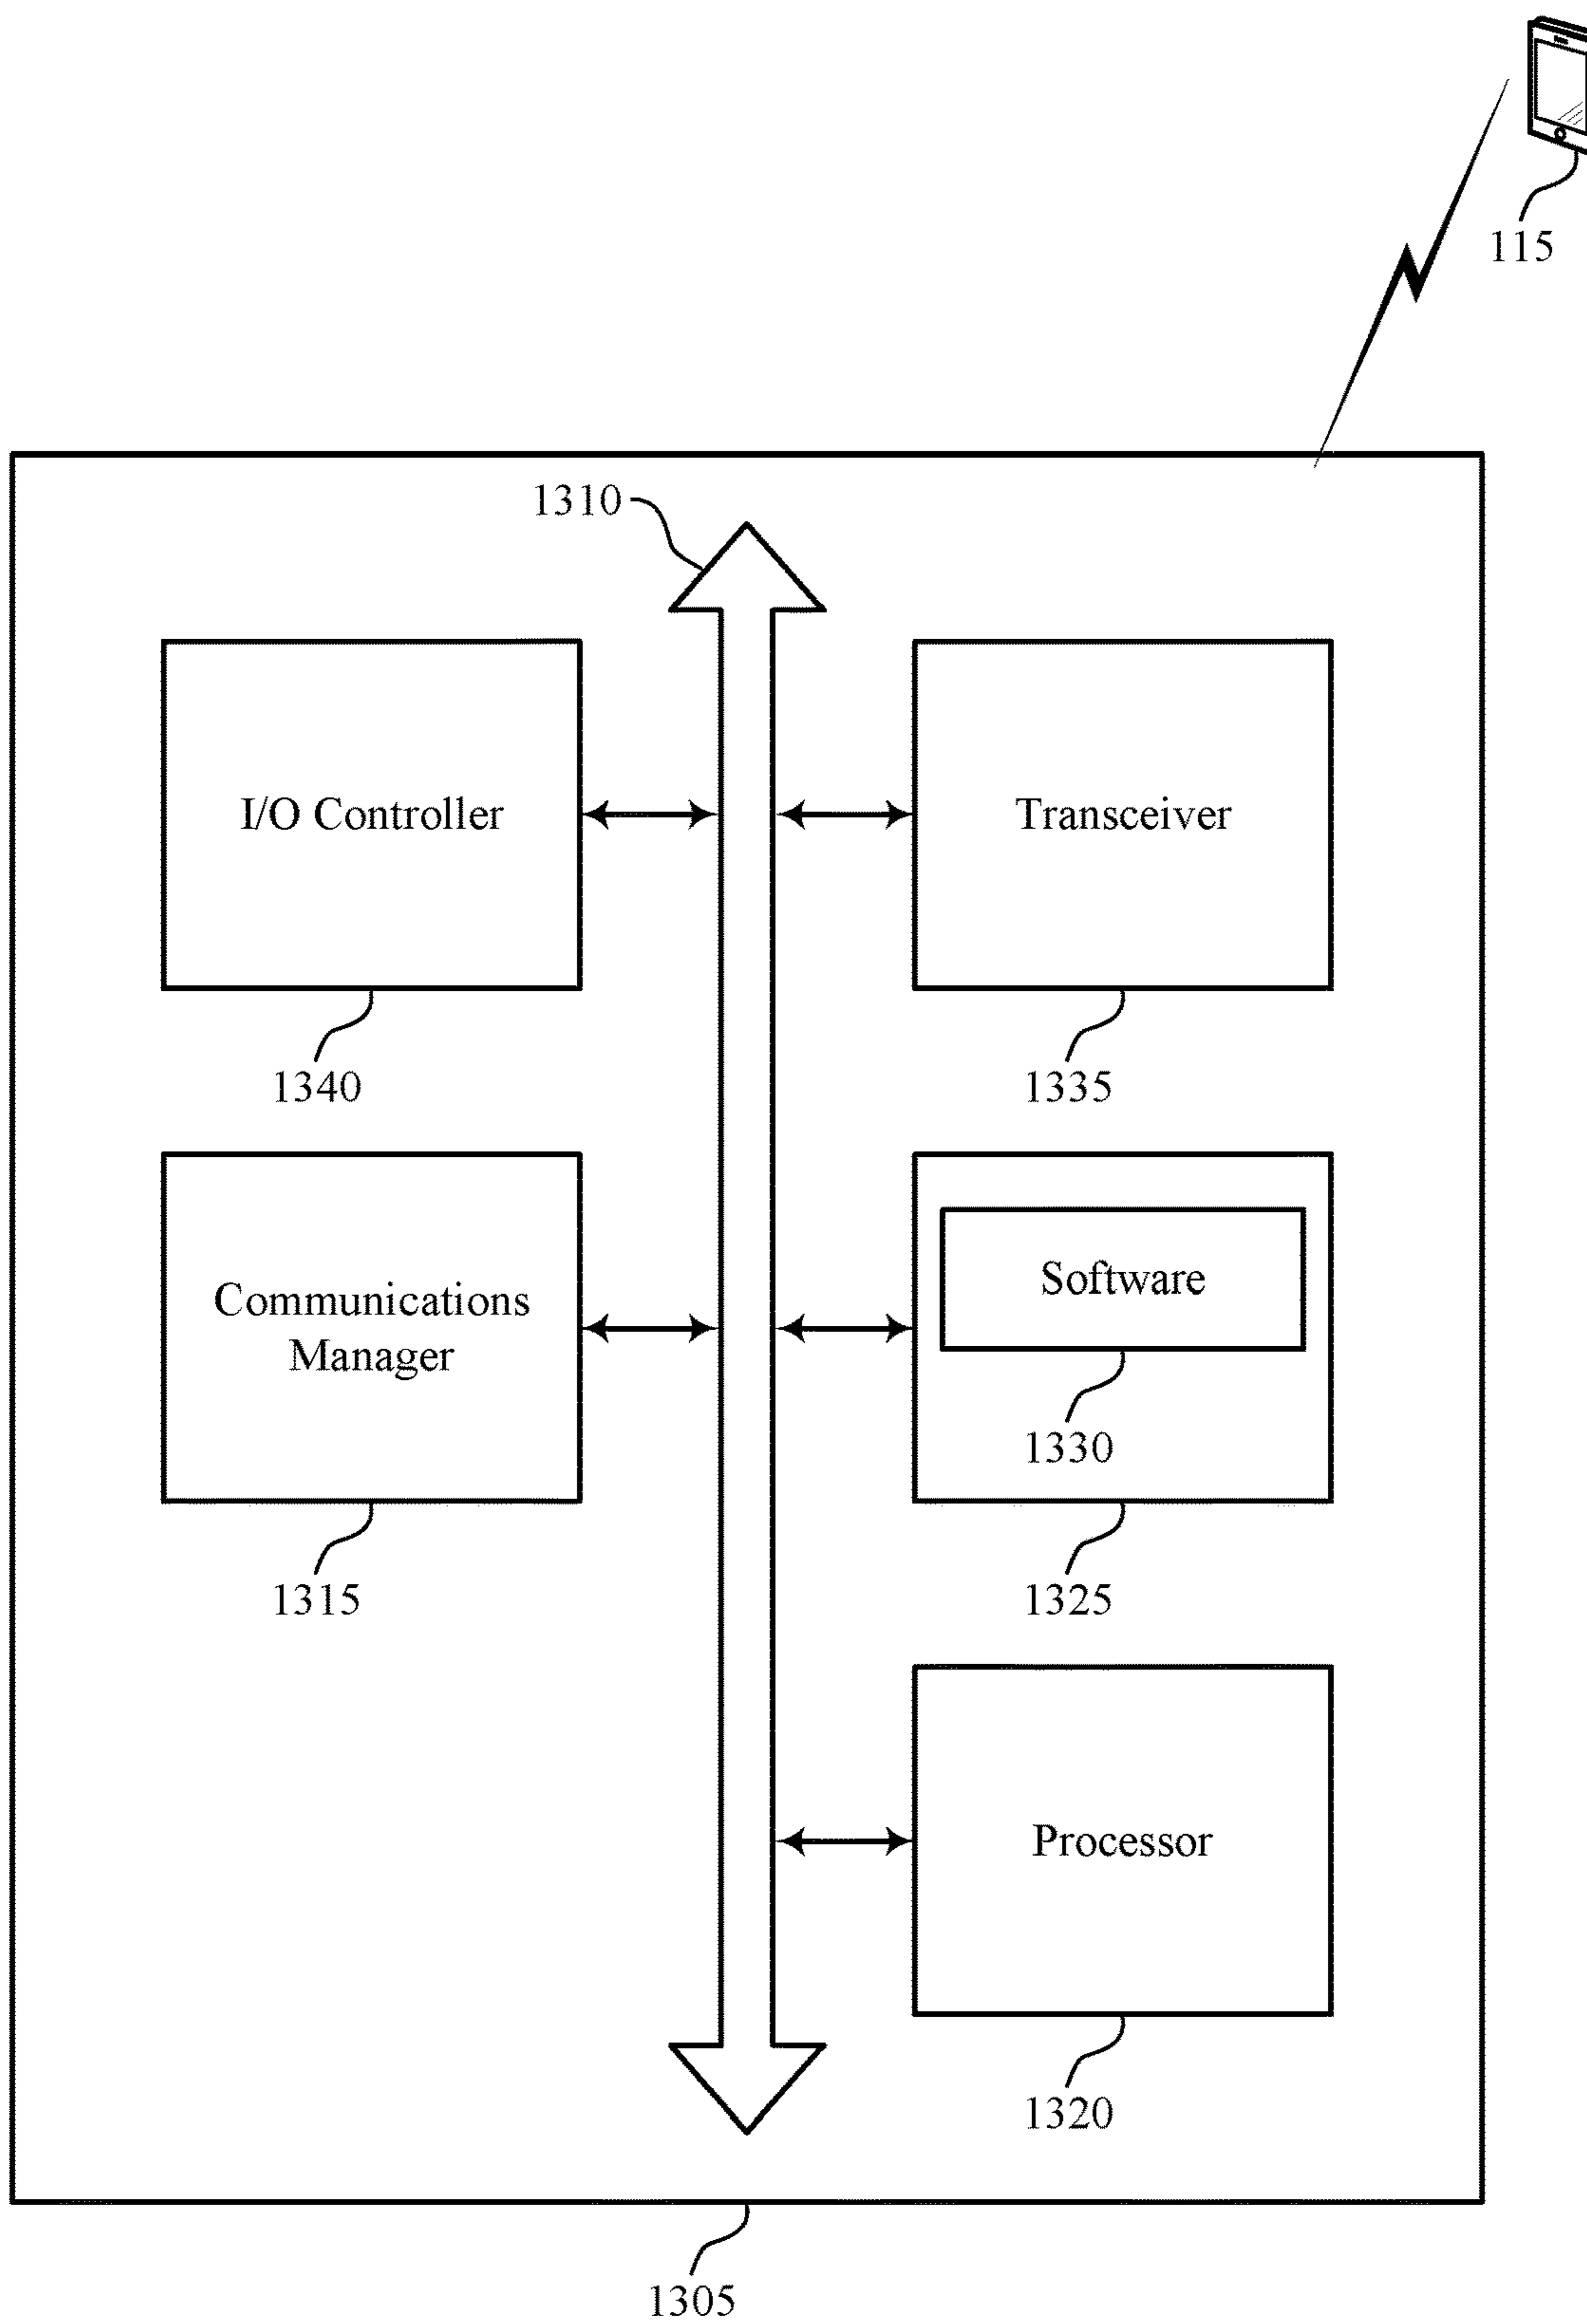 115
1310
I/O Controller
Transceiver
1340
1335
Communications
Manager
Software
1330
1315
1325
Processor
1320
1305